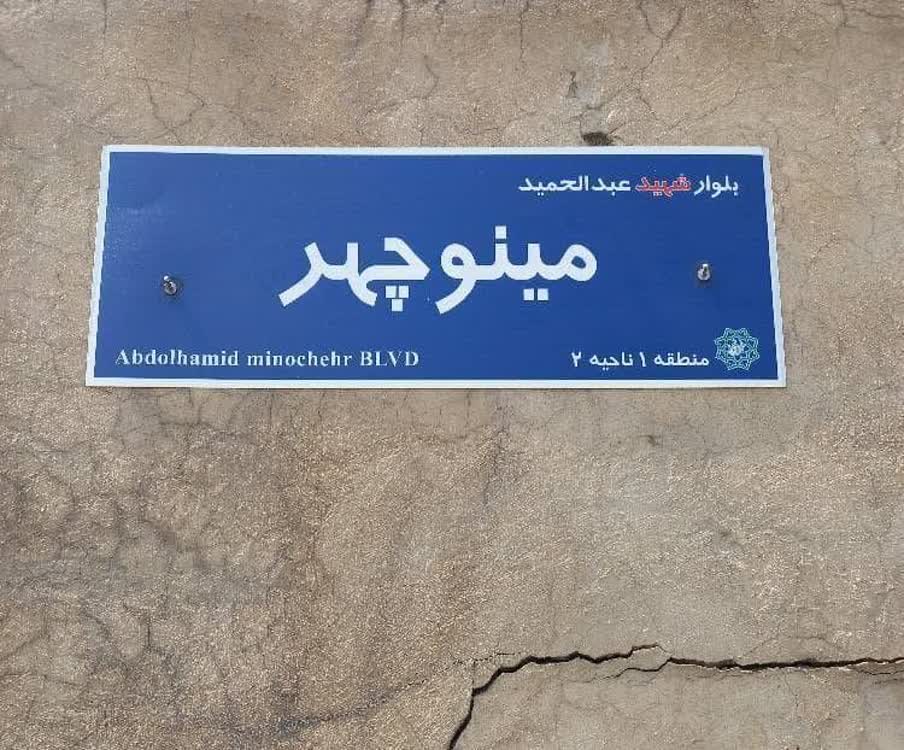 بلوار شهید عبدالحمید
مینوچهر
منطقه ۱ ناحیه ۲
Abdolhamid minochehr BLVD